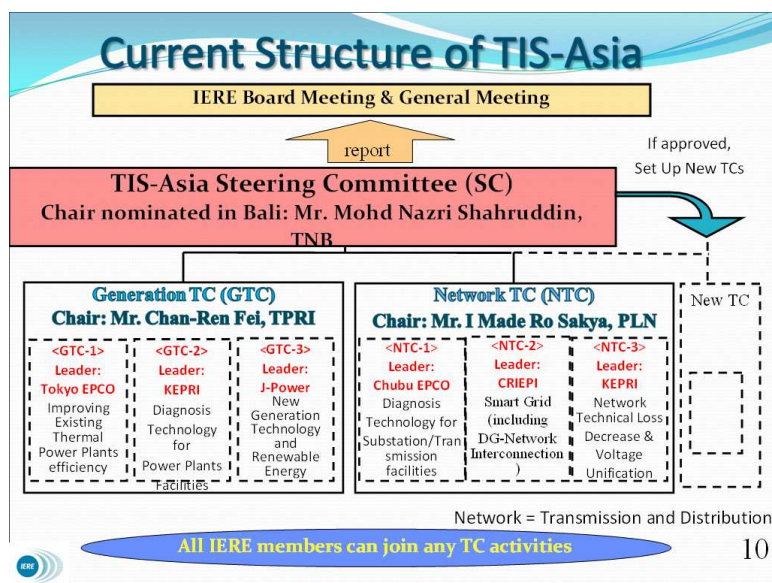 Current Structure of TIS-Asia
IERE Board Meeting & General Meeting
report
If approved,
Set Up New TCs
TIS-Asia Steering Committee (SC)
Chair nominated in Bali: Mr. Mohd Nazri Shahruddin,
TNB
Generation TC (GTC)
Chair: Mr. Chan-Ren Fei, TPRI
<GTC-1>
Leader:
Tokyo EPCO
Improving
Existing
Thermal
Power Plants
efficiency
<GTC-2>
Leader:
KEPRI
Diagnosis
Technology
for
Power Plants
Facilities
<GTC-3>
Leader:
J-Power
New
Generation
Technology
and
Renewable
Energy
Network TC (NTC)
Chair: Mr. I Made Ro Sakya, PLN
<NTC-1>
Leader:
Chubu EPCO
Diagnosis
Technology for
Substation/Tran
smission
facilities
<NTC-2>
Leader:
CRIEPI
Smart Grid
(including
DG-Network
Interconnection
)
<NTC-3>
Leader:
KEPRI
Network
Technical Loss
Decrease &
Voltage
Unification
New TC
Network = Transmission and Distribution
All IERE members can join any TC activities
10
IERE